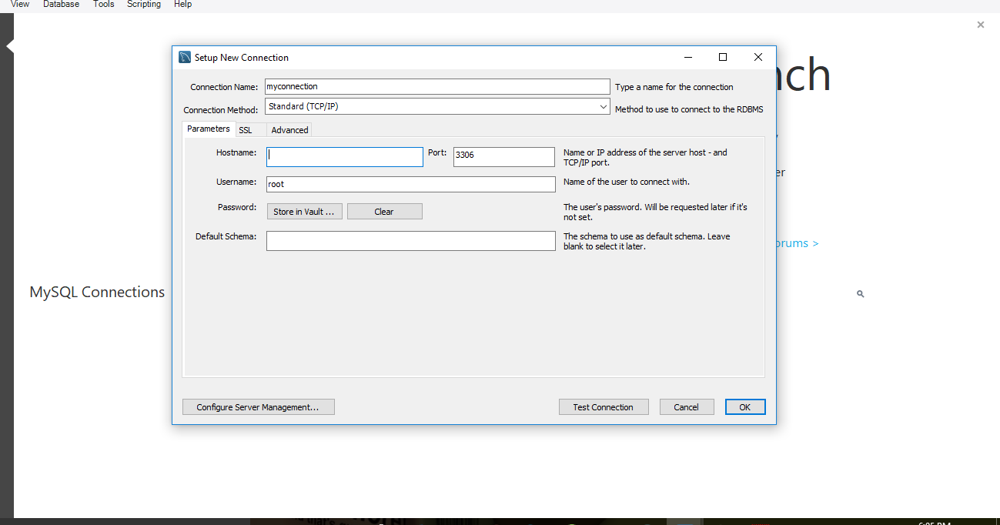 View Database Tools Scripting Help
Setup New Connection
nch
Connection Name: myconnection Type a name for the connection
Connection Method: Standard (TCP/IP) Method to use to connect to the RDBMS
Parameters SSL Advanced
Hostname: Port: 3306 Name or IP address of the server host - and
TCP/IP port.
er
Username: root Name of the user to connect with.
Password: Store in Vault ... Clear The user's password. Will be requested later if it's
not set.
Default Schema: The schema to use as default schema. Leave
blank to select it later.
orums >
MySQL Connections
Configure Server Management... Test Connection Cancel OK